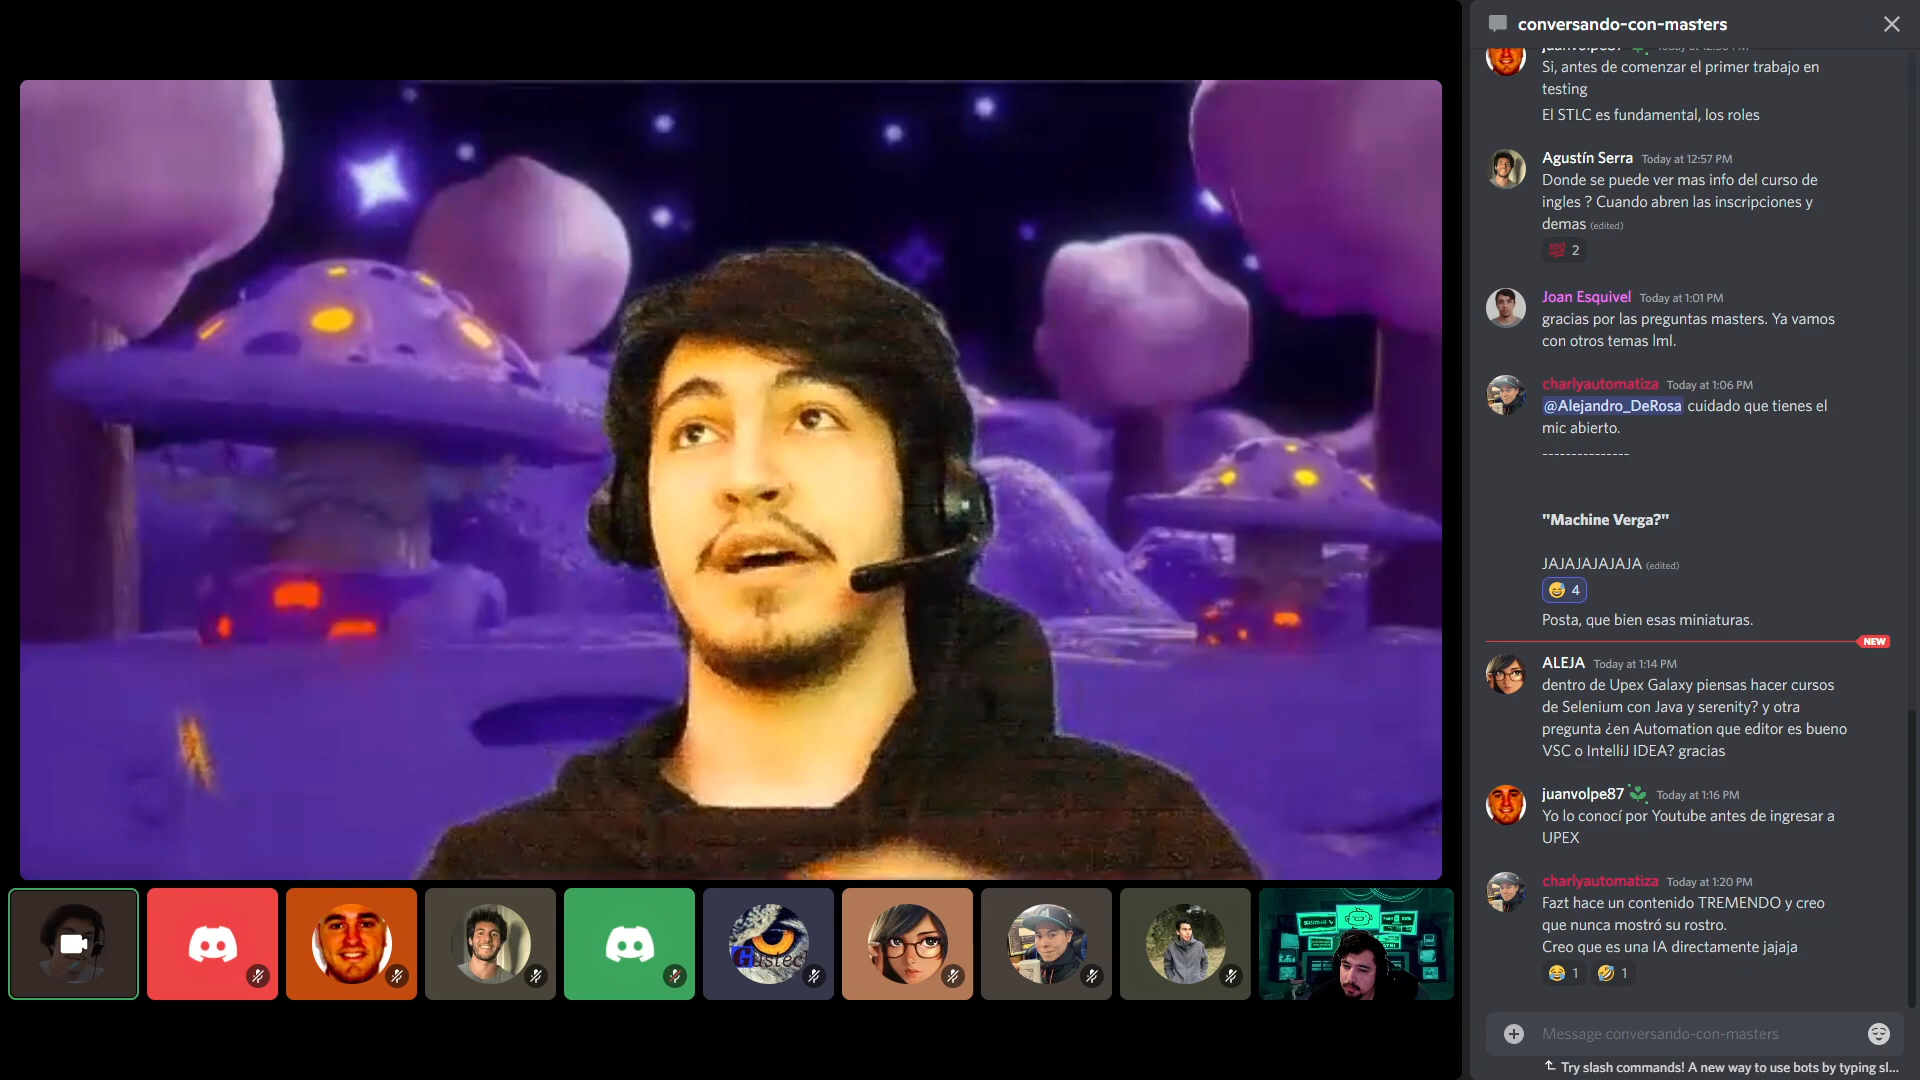 conversando-con-masters
Si, antes de comenzar el primer trabajo en
testing
El STLC es fundamental, los roles
Agustín Serra Today at 12:57 PM
Donde se puede ver mas info del curso de
ingles ? Cuando abren las inscripciones y
demas (edited)
2
Joan Esquivel Today at 1:01 PM
gracias por las preguntas masters. Ya vamos
con otros temas lml.
charlyautomatiza Today at 1:06 PM
@Alejandro_DeRosa cuidado que tienes el
mic abierto.
---------------
"Machine Verga?"
JAJAJAJAJAJA (edited)
4
Posta, que bien esas miniaturas.
NEW
ALEJA Today at 1:14 PM
dentro de Upex Galaxy piensas hacer cursos
de Selenium con Java y serenity? y otra
pregunta ¿en Automation que editor es bueno
VSC o IntelliJ IDEA? gracias
juanvolpe87 Today at 1:16 PM
Yo lo conocí por Youtube antes de ingresar a
UPEX
charlyautomatiza Today at 1:20 PM
Fazt hace un contenido TREMENDO y creo
que nunca mostró su rostro.
Creo que es una IA directamente jajaja
1 1
Message conversando-con-masters
Try slash commands! A new way to use bots by typing sl...